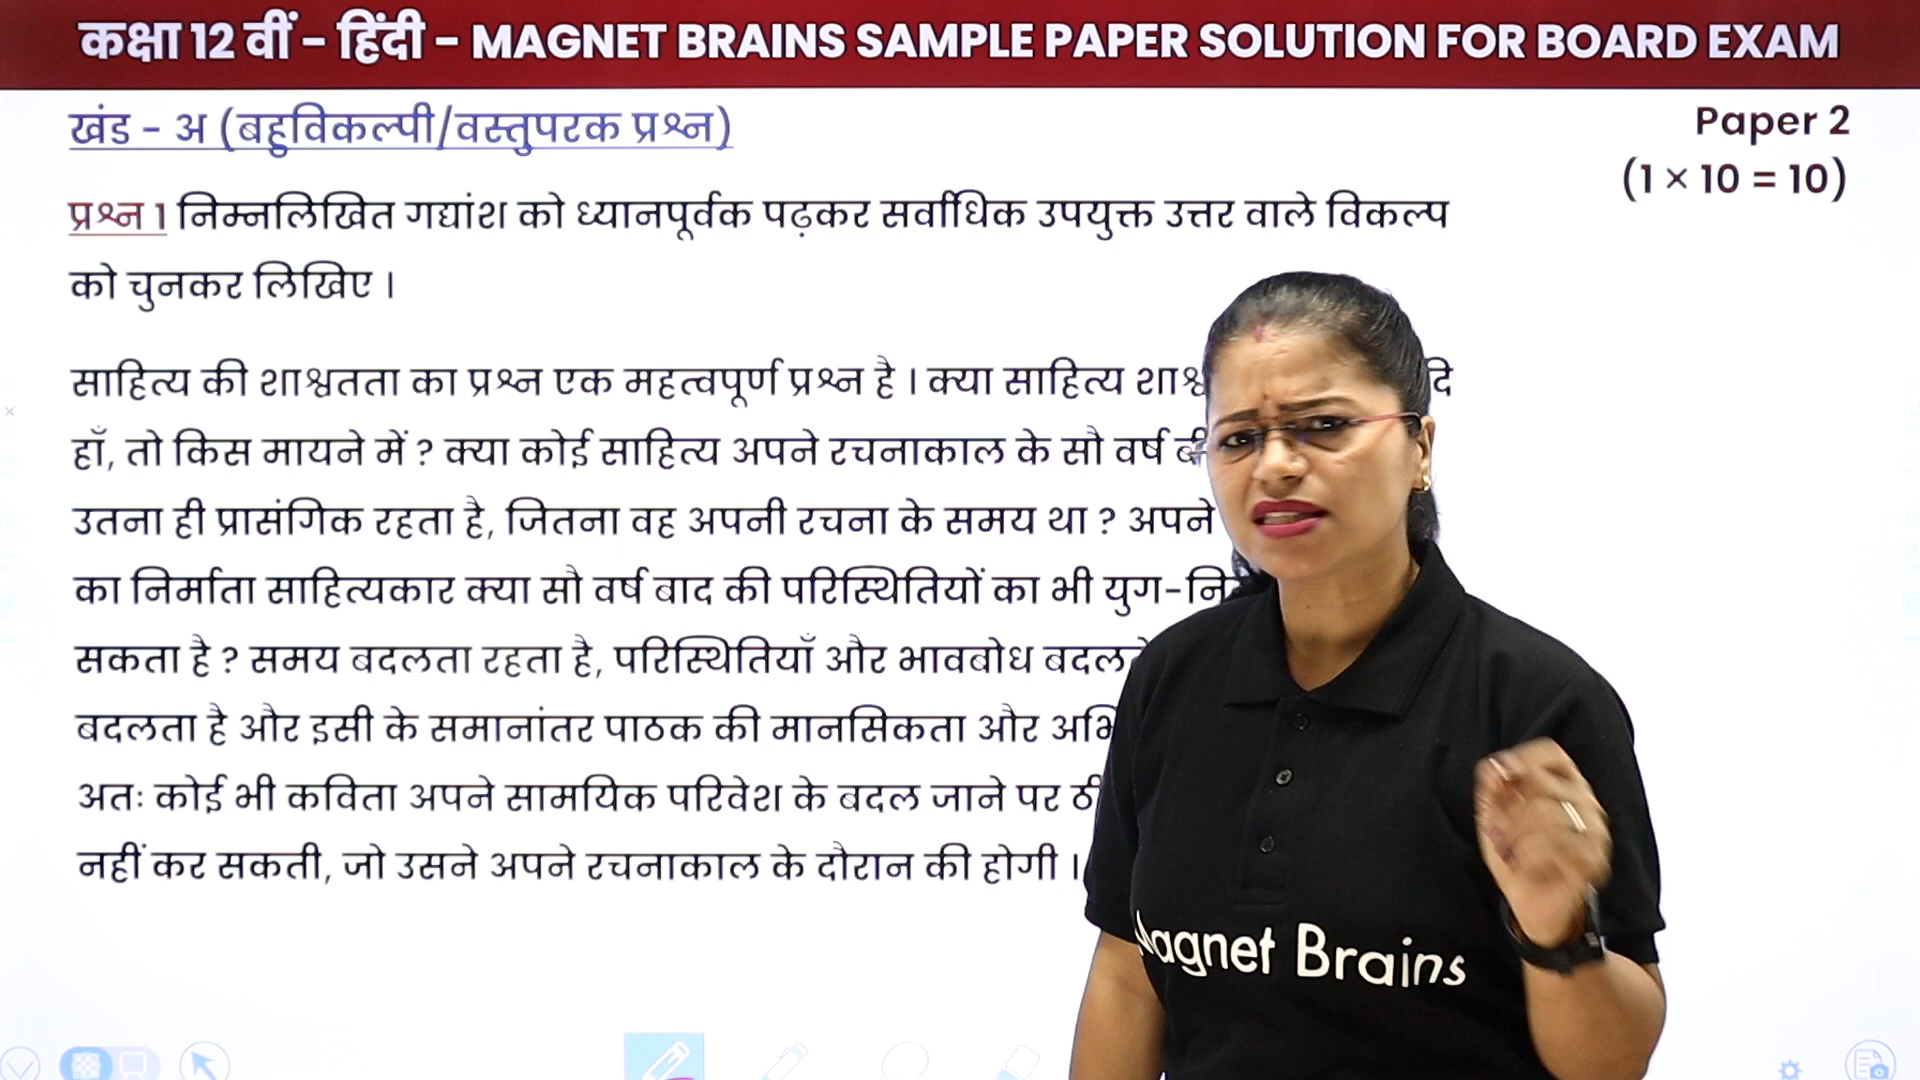 कक्षा 12 वीं – हिंदी – MAGNET BRAINS SAMPLE PAPER SOLUTION FOR BOARD EXAM
खंड – अ (बहुविकल्पी/वस्तुपरक प्रश्न)
Paper 2
(1 × 10 = 10)
प्रश्न 1 निम्नलिखित गद्यांश को ध्यानपूर्वक पढ़कर सर्वाधिक उपयुक्त उत्तर वाले विकल्प
को चुनकर लिखिए ।
साहित्य की शाश्वतता का प्रश्न एक महत्वपूर्ण प्रश्न है । क्या साहित्य
हाँ, तो किस मायने में ? क्या कोई साहित्य अपने रचनाकाल के सौ वर्ष
उतना ही प्रासंगिक रहता है, जितना वह अपनी रचना के समय था ? अपने
का निर्माता साहित्यकार क्या सौ वर्ष बाद की परिस्थितियों का भी
सकता है ? समय बदलता रहता है, परिस्थितियाँ और भावबोध
बदलता है और इसी के समानांतर पाठक की मानसिकता और
अतः कोई भी कविता अपने सामयिक परिवेश के बदल जाने पर
नहीं कर सकती, जो उसने अपने रचनाकाल के दौरान की होगी ।
Magnet Brains